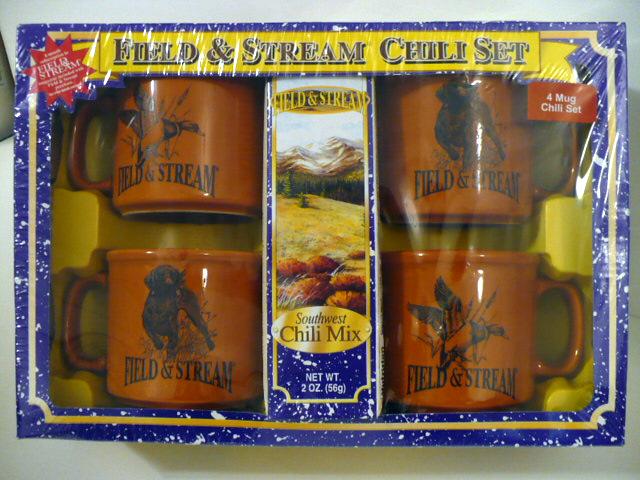 FIELD & STREAM CHILI SET
FIELD &
STREAM
4 Mug
Chili Set
FIELD & STREAM
FIELD & STREAM
FIELD & STREAM
Southwest
Chili Mix
NET WT.
2 OZ. (56g)
FIELD & STREAM
FIELD & STREAM